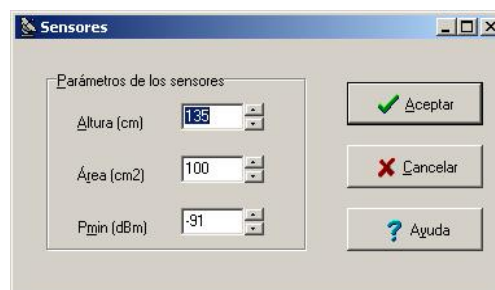 Sensores
Parámetros de los sensores
Altura (cm) 135
Área (cm2) 100
Pmin (dBm) -91
Aceptar
Cancelar
Ayuda